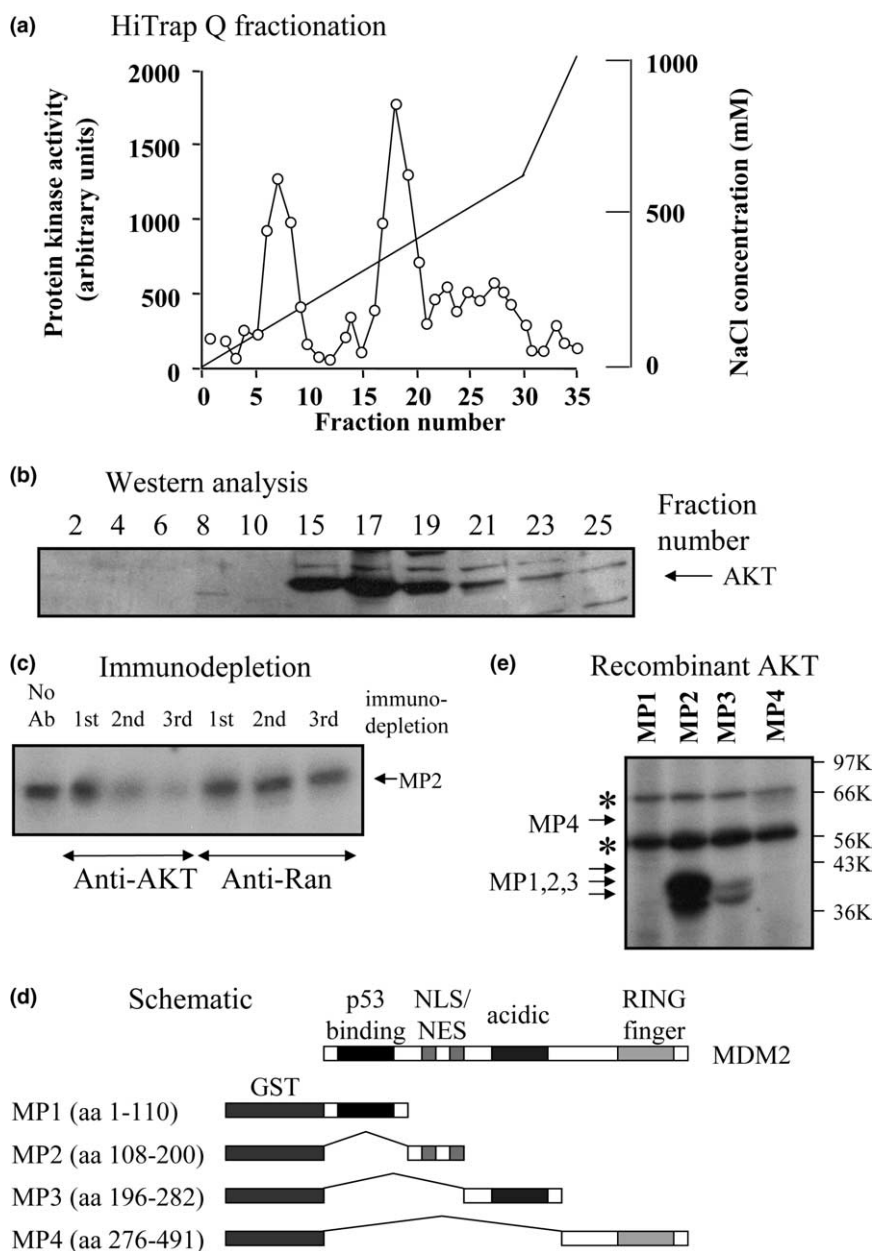 (a) HiTrap Q fractionation
Protein kinase activity
(arbitrary units)
2000
1500
1000
500
0
1000
500
0
NaCl concentration (mM)
0 5 10 15 20 25 30 35
Fraction number
(b) Western analysis
2 4 6 8 10 15 17 19 21 23 25
Fraction
number
AKT
(c) Immunodepletion
No
Ab 1st 2nd 3rd 1st 2nd 3rd
immuno-
depletion
MP2
Anti-AKT Anti-Ran
(e) Recombinant AKT
MP1 MP2 MP3 MP4
*
MP4
*
MP1,2,3
97K
66K
56K
43K
36K
(d) Schematic
p53
binding
NLS/
NES
acidic
RING
finger
MDM2
GST
MP1 (aa 1-110)
MP2 (aa 108-200)
MP3 (aa 196-282)
MP4 (aa 276-491)